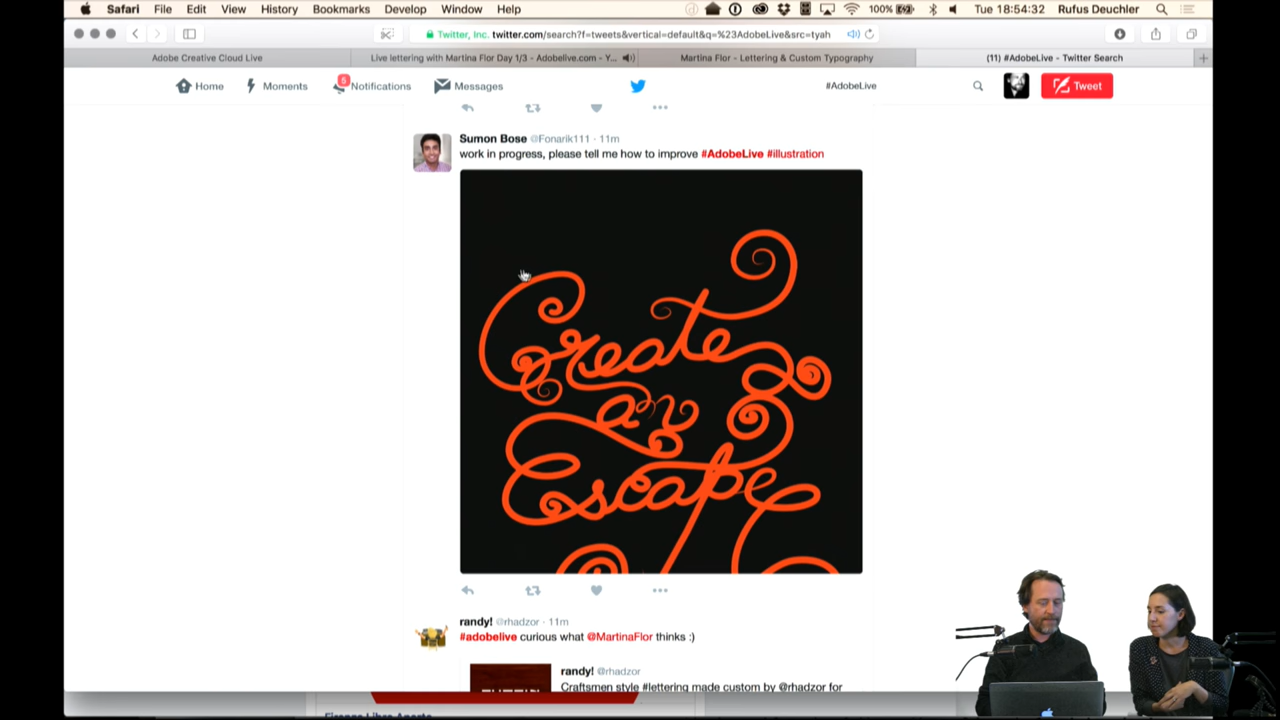 Safari File Edit View History Bookmarks Develop Window Help 100% Tue 18:54:32 Rufus Deuchler
Twitter, Inc. twitter.com/search?f=tweets&vertical=default&q=%23AdobeLive&src=tyah
Adobe Creative Cloud Live Live lettering with Martina Flor Day 1/3 - Adobelive.com - Y... Martina Flor - Lettering & Custom Typography (11) #AdobeLive - Twitter Search
Home Moments 5 Notifications Messages #AdobeLive Tweet
Sumon Bose @Fonarik111 · 11m
work in progress, please tell me how to improve #AdobeLive #illustration
Create
an
Escape
randy! @rhadzor · 11m
#adobelive curious what @MartinaFlor thinks :)
randy! @rhadzor
Craftsmen style #lettering made custom by @rhadzor for